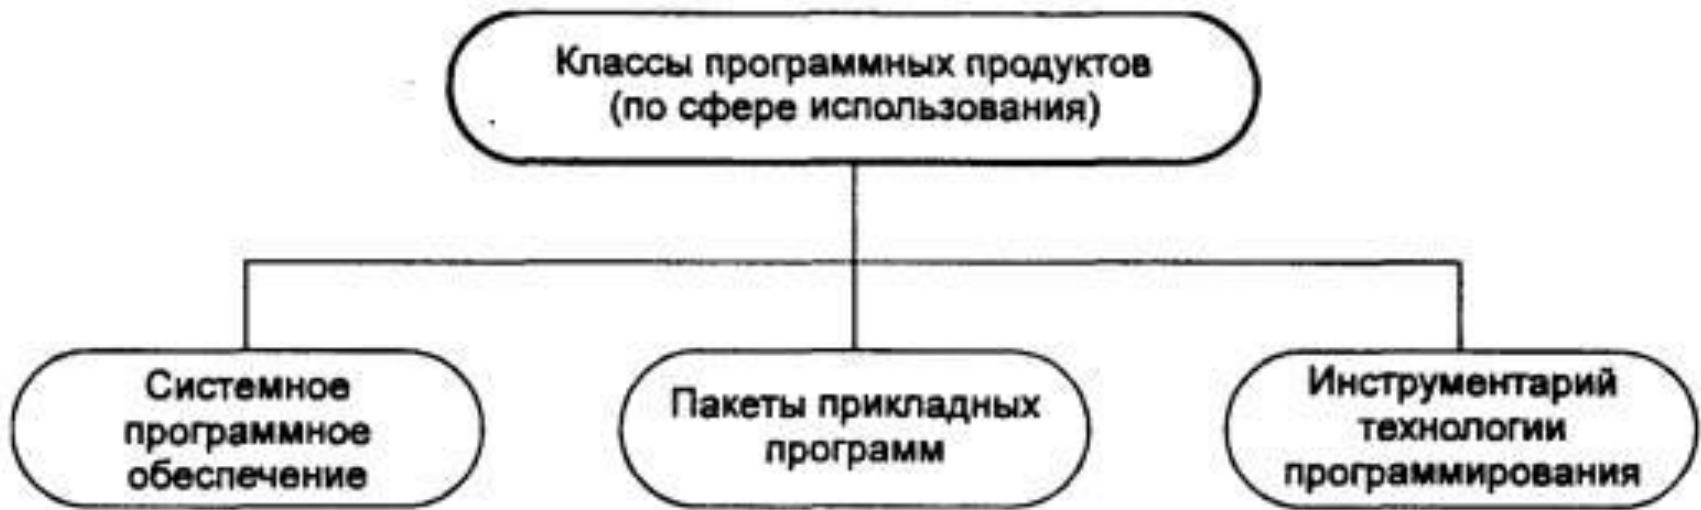 Классы программных продуктов
(по сфере использования)
Системное
программное
обеспечение
Пакеты прикладных
программ
Инструментарий
технологии
программирования